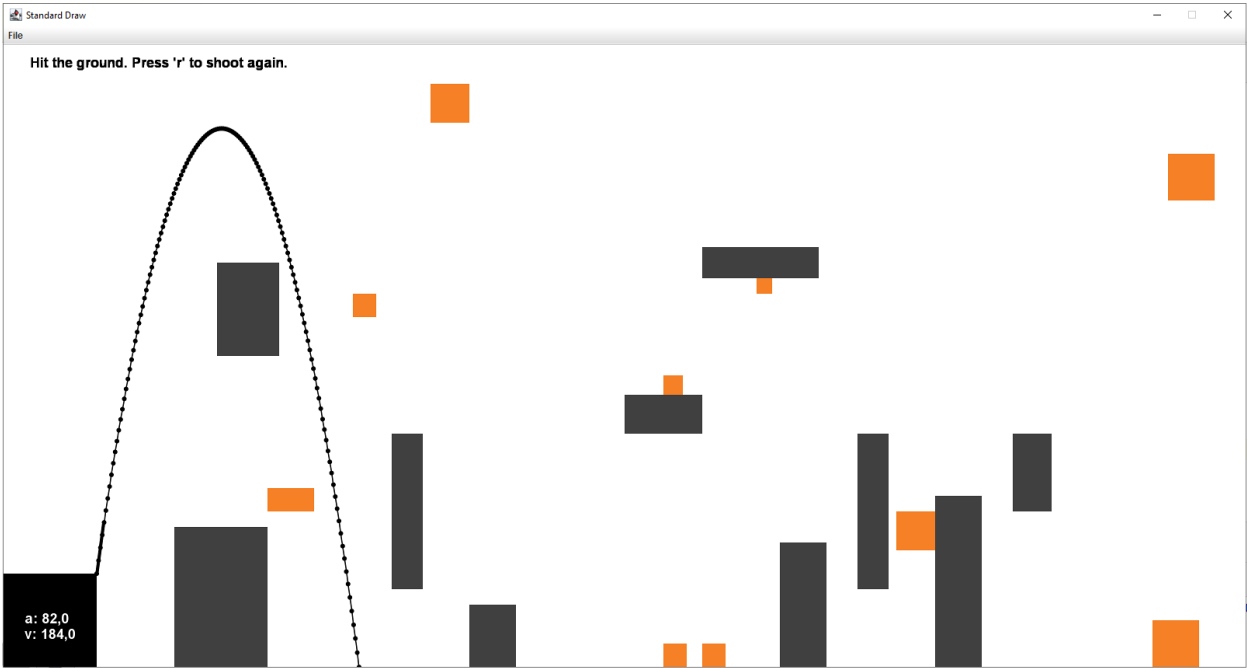 Standard Draw
File
Hit the ground. Press 'r' to shoot again.
a: 82,0
v: 184,0